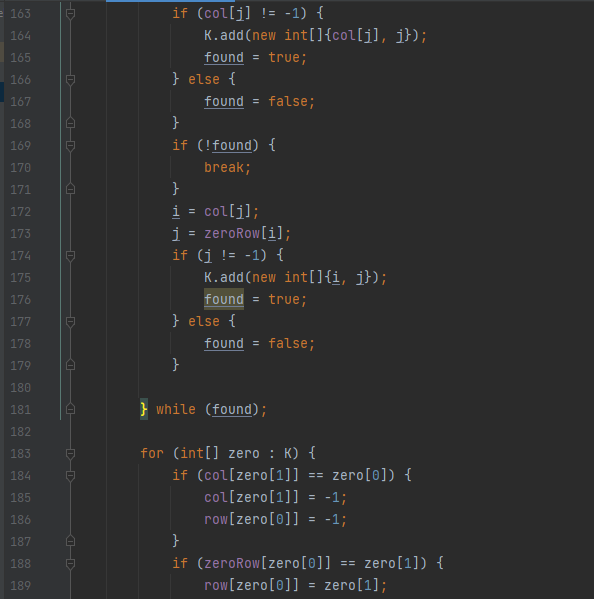 163 if (col[j] != -1) {
164 K.add(new int[]{col[j], j});
165 found = true;
166 } else {
167 found = false;
168 }
169 if (!found) {
170 break;
171 }
172 i = col[j];
173 j = zeroRow[i];
174 if (j != -1) {
175 K.add(new int[]{i, j});
176 found = true;
177 } else {
178 found = false;
179 }
180
181 } while (found);
182
183 for (int[] zero : K) {
184 if (col[zero[1]] == zero[0]) {
185 col[zero[1]] = -1;
186 row[zero[0]] = -1;
187 }
188 if (zeroRow[zero[0]] == zero[1]) {
189 row[zero[0]] = zero[1];